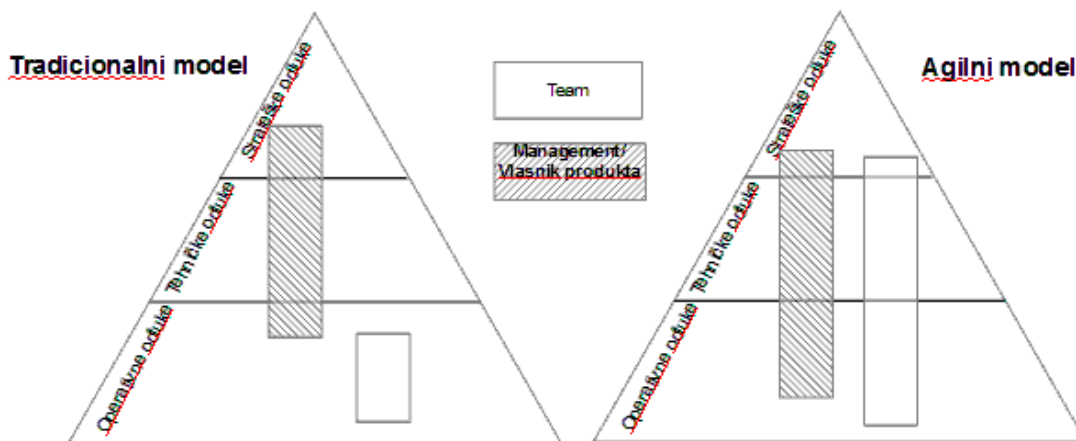 Tradicionalni model
Strateške odluke
Tehničke odluke
Operativne odluke
Team
Management/
Vlasnik produkta
Agilni model
Strateške odluke
Tehničke odluke
Operativne odluke